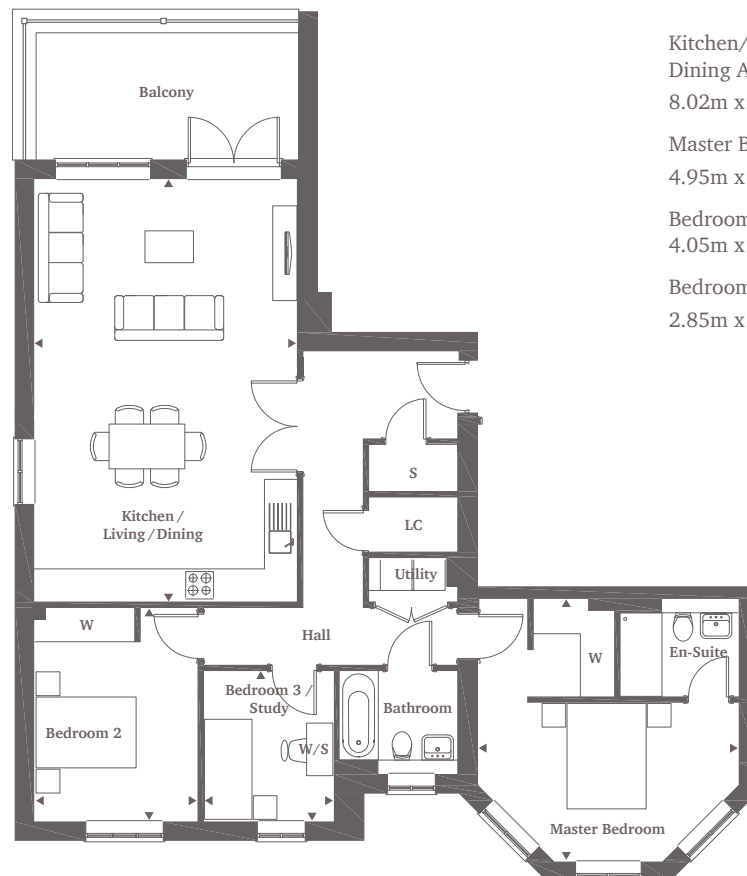 Balcony
Kitchen /
Living / Dining
S
LC
Utility
Hall
W
Bedroom 2
Bedroom 3 /
Study
W/S
Bathroom
W
En-Suite
Master Bedroom
Kitchen/
Dining A
8.02m x
Master B
4.95m x
Bedroom
4.05m x
Bedroom
2.85m x